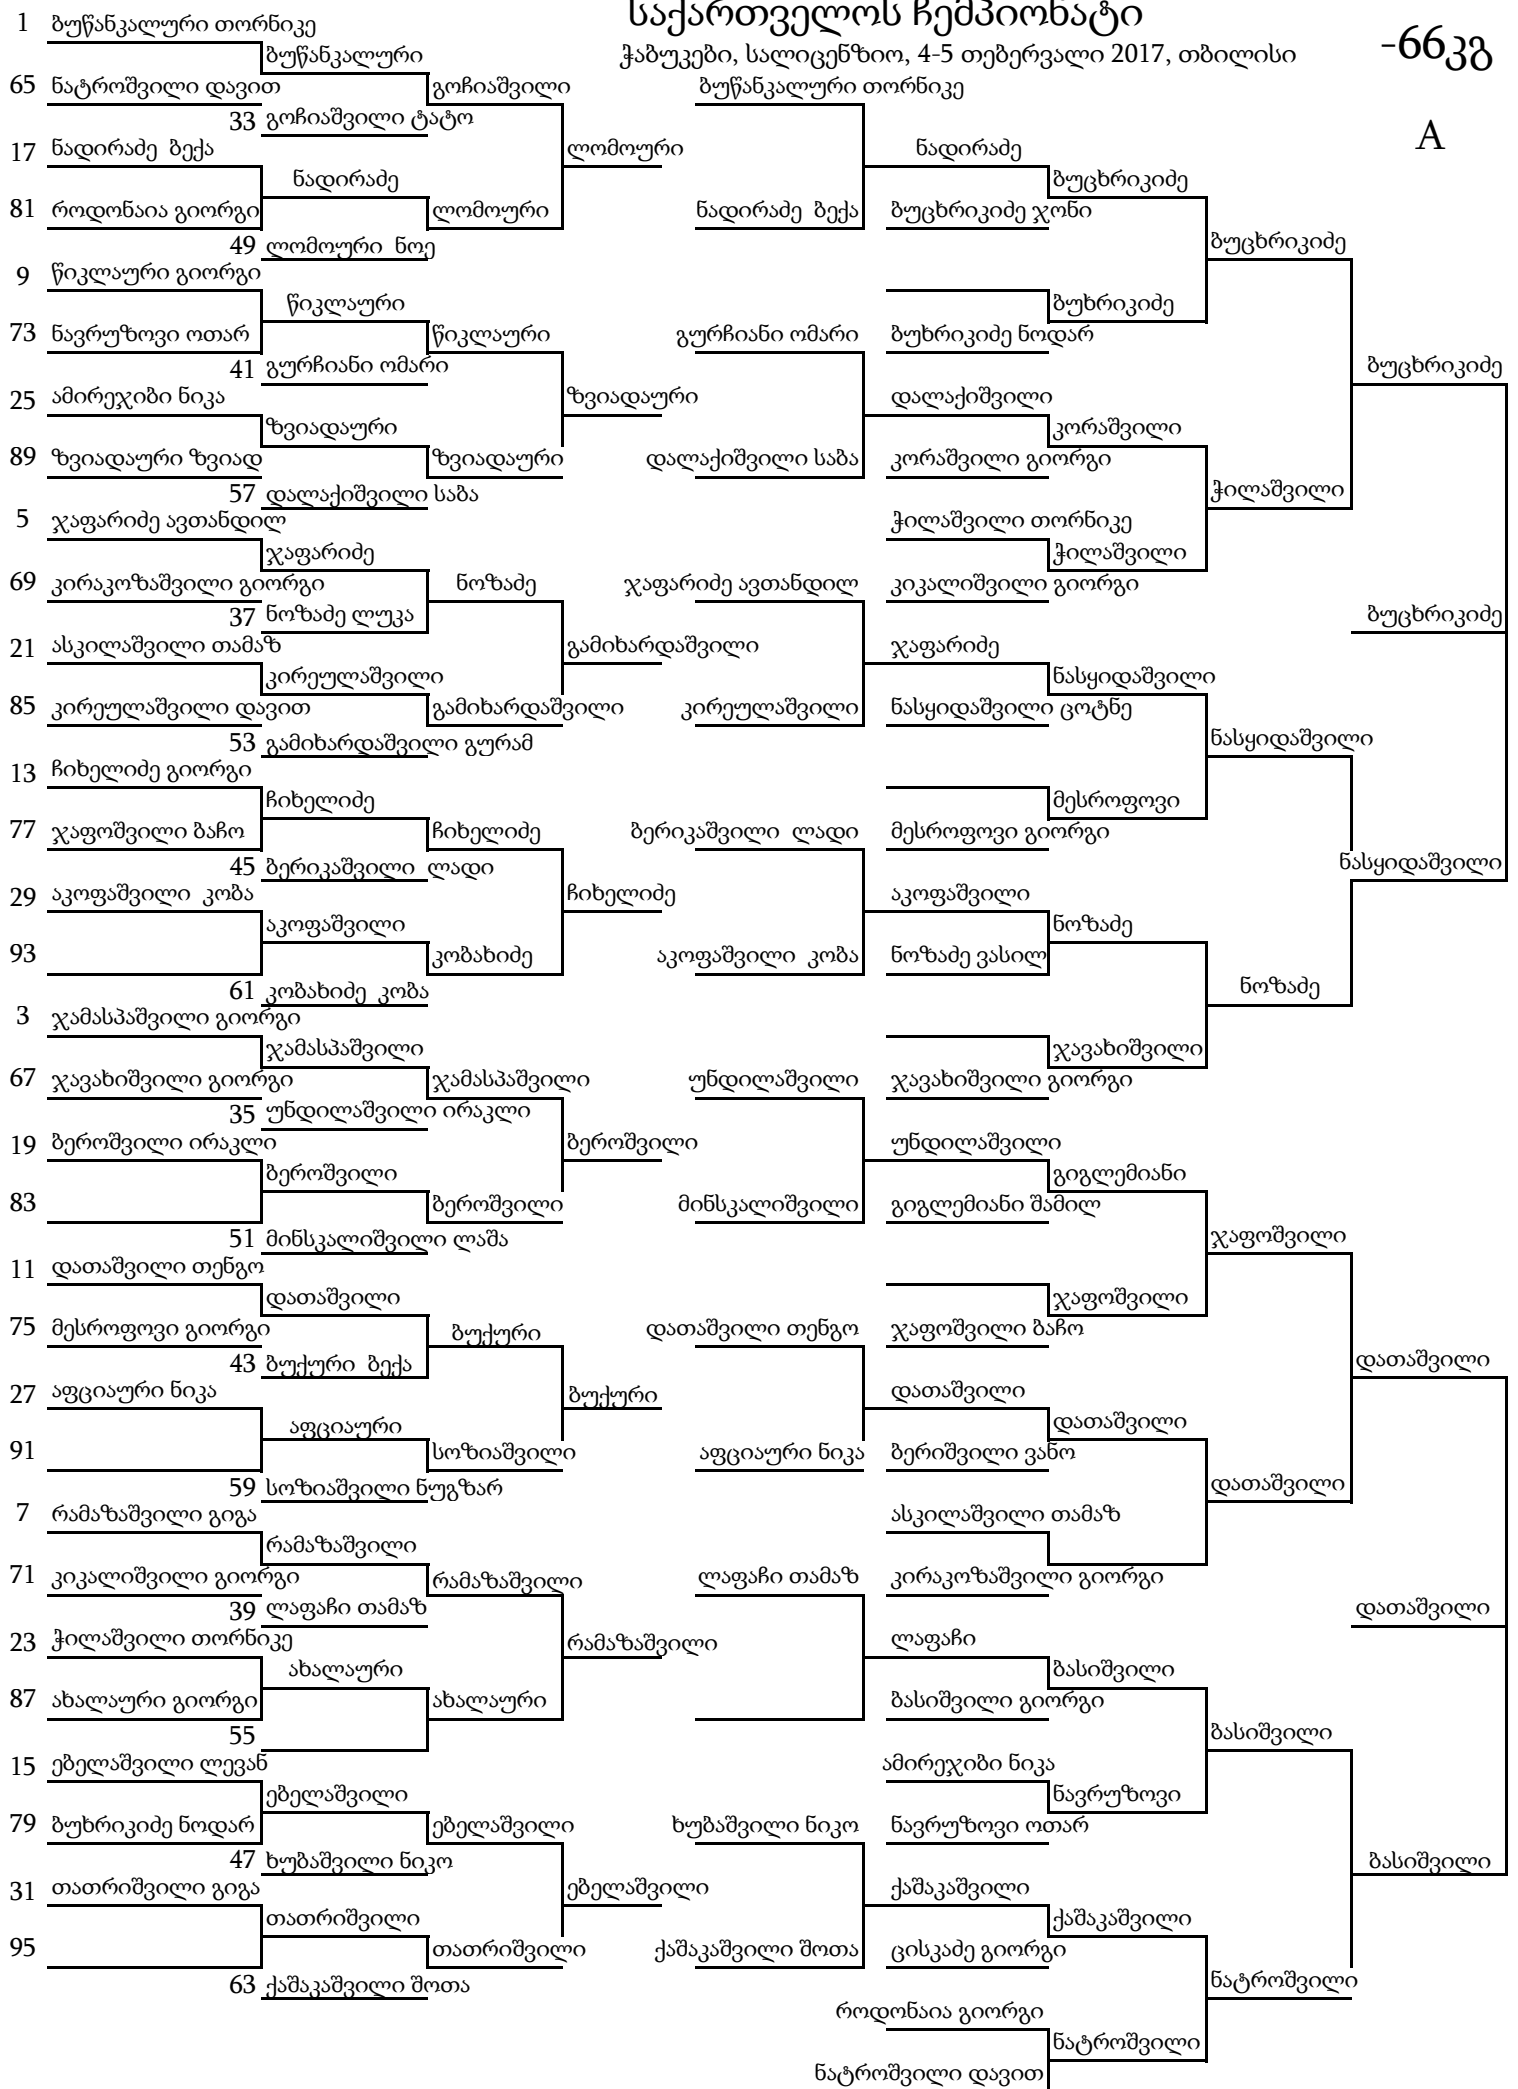 საქართველოს ჩემპიონატი
ჭაბუკები, სალიცენზიო, 4-5 თებერვალი 2017, თბილისი
-66კგ
A
1 ბუწანკალური თორნიკე
ბუწანკალური
65 ნატროშვილი დავით
გოჩიაშვილი
ბუწანკალური თორნიკე
33 გოჩიაშვილი ტატო
17 ნადირაძე ბექა
ლომოური
ნადირაძე
ნადირაძე
ბუცხრიკიძე
81 როდონაია გიორგი
ლომოური
ნადირაძე ბექა
ბუცხრიკიძე ჯონი
49 ლომოური ნოე
ბუცხრიკიძე
9 წიკლაური გიორგი
წიკლაური
ბუხრიკიძე
73 ნავრუზოვი ოთარ
წიკლაური
გურჩიანი ომარი
ბუხრიკიძე ნოდარ
41 გურჩიანი ომარი
ბუცხრიკიძე
25 ამირეჯიბი ნიკა
ზვიადაური
დალაქიშვილი
ზვიადაური
კორაშვილი
89 ზვიადაური ზვიად
ზვიადაური
დალაქიშვილი საბა
კორაშვილი გიორგი
57 დალაქიშვილი საბა
ჭილაშვილი
5 ჯაფარიძე ავთანდილ
ჭილაშვილი თორნიკე
ჯაფარიძე
ჭილაშვილი
69 კირაკოზაშვილი გიორგი
ნოზაძე
ჯაფარიძე ავთანდილ
კიკალიშვილი გიორგი
37 ნოზაძე ლუკა
ბუცხრიკიძე
21 ასკილაშვილი თამაზ
გამიხარდაშვილი
ჯაფარიძე
კირეულაშვილი
ნასყიდაშვილი
85 კირეულაშვილი დავით
გამიხარდაშვილი
კირეულაშვილი
ნასყიდაშვილი ცოტნე
53 გამიხარდაშვილი გურამ
ნასყიდაშვილი
13 ჩიხელიძე გიორგი
ჩიხელიძე
მესროფოვი
77 ჯაფოშვილი ბაჩო
ჩიხელიძე
ბერიკაშვილი ლადი
მესროფოვი გიორგი
45 ბერიკაშვილი ლადი
ნასყიდაშვილი
29 აკოფაშვილი კობა
ჩიხელიძე
აკოფაშვილი
აკოფაშვილი
ნოზაძე
93
კობახიძე
აკოფაშვილი კობა
ნოზაძე ვასილ
61 კობახიძე კობა
ნოზაძე
3 ჯამასპაშვილი გიორგი
ჯამასპაშვილი
ჯავახიშვილი
67 ჯავახიშვილი გიორგი
ჯამასპაშვილი
უნდილაშვილი
ჯავახიშვილი გიორგი
35 უნდილაშვილი ირაკლი
19 ბეროშვილი ირაკლი
ბეროშვილი
უნდილაშვილი
ბეროშვილი
გიგლემიანი
83
ბეროშვილი
მინსკალიშვილი
გიგლემიანი შამილ
51 მინსკალიშვილი ლაშა
ჯაფოშვილი
11 დათაშვილი თენგო
დათაშვილი
ჯაფოშვილი
75 მესროფოვი გიორგი
ბუქური
დათაშვილი თენგო
ჯაფოშვილი ბაჩო
43 ბუქური ბექა
დათაშვილი
27 აფციაური ნიკა
ბუქური
დათაშვილი
აფციაური
დათაშვილი
91
სოზიაშვილი
აფციაური ნიკა
ბერიშვილი ვანო
59 სოზიაშვილი ნუგზარ
დათაშვილი
7 რამაზაშვილი გიგა
ასკილაშვილი თამაზ
რამაზაშვილი
71 კიკალიშვილი გიორგი
რამაზაშვილი
ლაფაჩი თამაზ
კირაკოზაშვილი გიორგი
39 ლაფაჩი თამაზ
დათაშვილი
23 ჭილაშვილი თორნიკე
რამაზაშვილი
ლაფაჩი
ახალაური
ბასიშვილი
87 ახალაური გიორგი
ახალაური
ბასიშვილი გიორგი
55
ბასიშვილი
15 ებელაშვილი ლევან
ამირეჯიბი ნიკა
ებელაშვილი
ნავრუზოვი
79 ბუხრიკიძე ნოდარ
ებელაშვილი
ხუბაშვილი ნიკო
ნავრუზოვი ოთარ
47 ხუბაშვილი ნიკო
ბასიშვილი
31 თათრიშვილი გიგა
ებელაშვილი
ქაშაკაშვილი
თათრიშვილი
ქაშაკაშვილი
95
თათრიშვილი
ქაშაკაშვილი შოთა
ცისკაძე გიორგი
63 ქაშაკაშვილი შოთა
ნატროშვილი
როდონაია გიორგი
ნატროშვილი
ნატროშვილი დავით